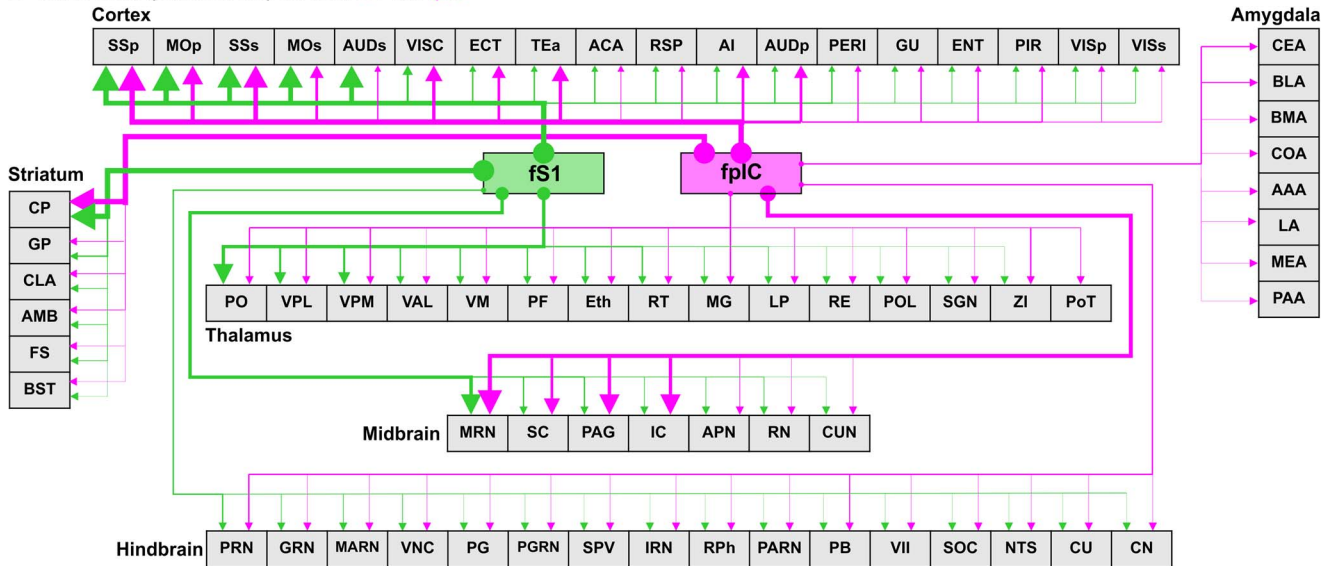 Cortex
Amygdala
SSp MOp SSs MOs AUDs VISC ECT TEa ACA RSP AI AUDp PERI GU ENT PIR VISp VISs
CEA
BLA
BMA
COA
AAA
LA
MEA
PAA
fS1
fpIC
Striatum
CP
GP
CLA
AMB
FS
BST
PO VPL VPM VAL VM PF Eth RT MG LP RE POL SGN ZI PoT
Thalamus
Midbrain MRN SC PAG IC APN RN CUN
Hindbrain PRN GRN MARN VNC PG PGRN SPV IRN RPh PARN PB VII SOC NTS CU CN